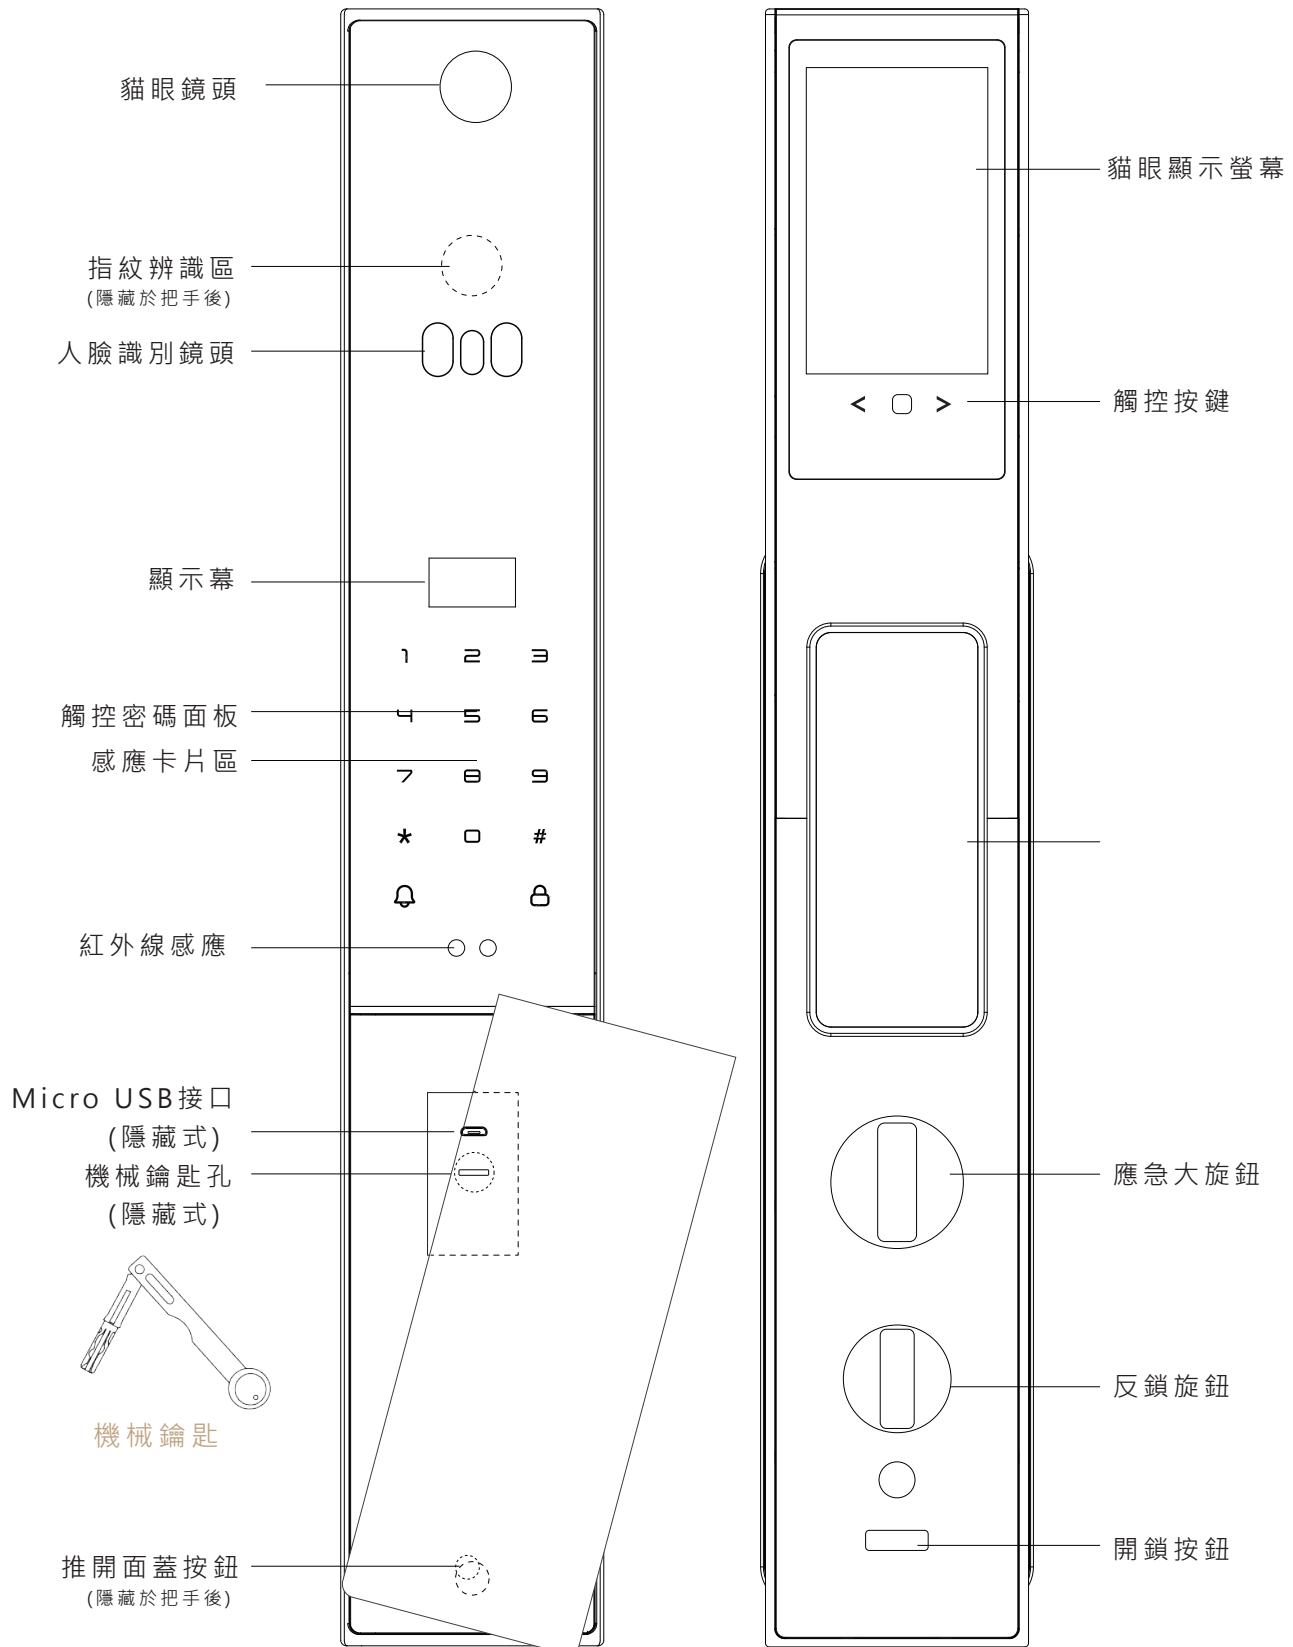 貓眼鏡頭
指紋辨識區
(隱藏於把手後)
人臉識別鏡頭
顯示幕
1 2 3
觸控密碼面板
4 5 6
感應卡片區
7 8 9
* 0 #
紅外線感應
Micro USB接口
(隱藏式)
機械鑰匙孔
(隱藏式)
機械鑰匙
推開面蓋按鈕
(隱藏於把手後)
貓眼顯示螢幕
< >
觸控按鍵
應急大旋鈕
反鎖旋鈕
開鎖按鈕